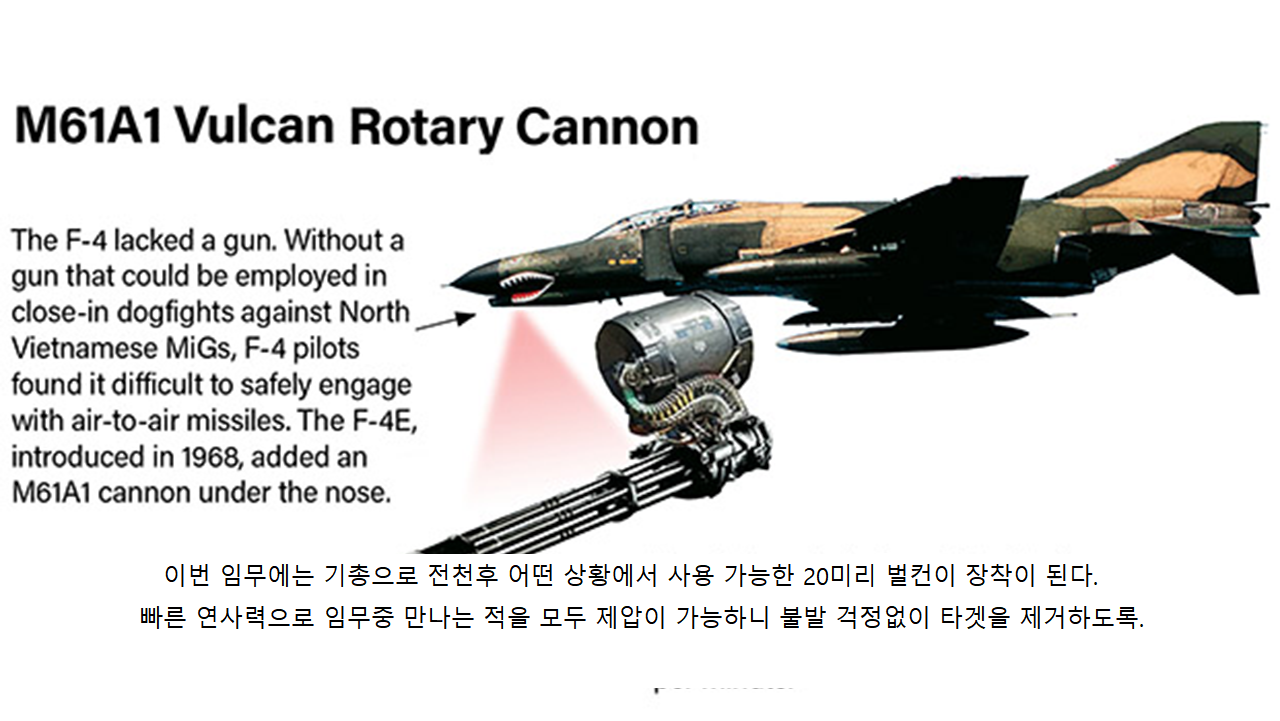 M61A1 Vulcan Rotary Cannon
The F-4 lacked a gun. Without a
gun that could be employed in
close-in dogfights against North
Vietnamese MiGs, F-4 pilots
found it difficult to safely engage
with air-to-air missiles. The F-4E,
introduced in 1968, added an
M61A1 cannon under the nose.
이번 임무에는 기총으로 전천후 어떤 상황에서 사용 가능한 20미리 벌컨이 장착이 된다.
빠른 연사력으로 임무중 만나는 적을 모두 제압이 가능하니 불발 걱정없이 타겟을 제거하도록.